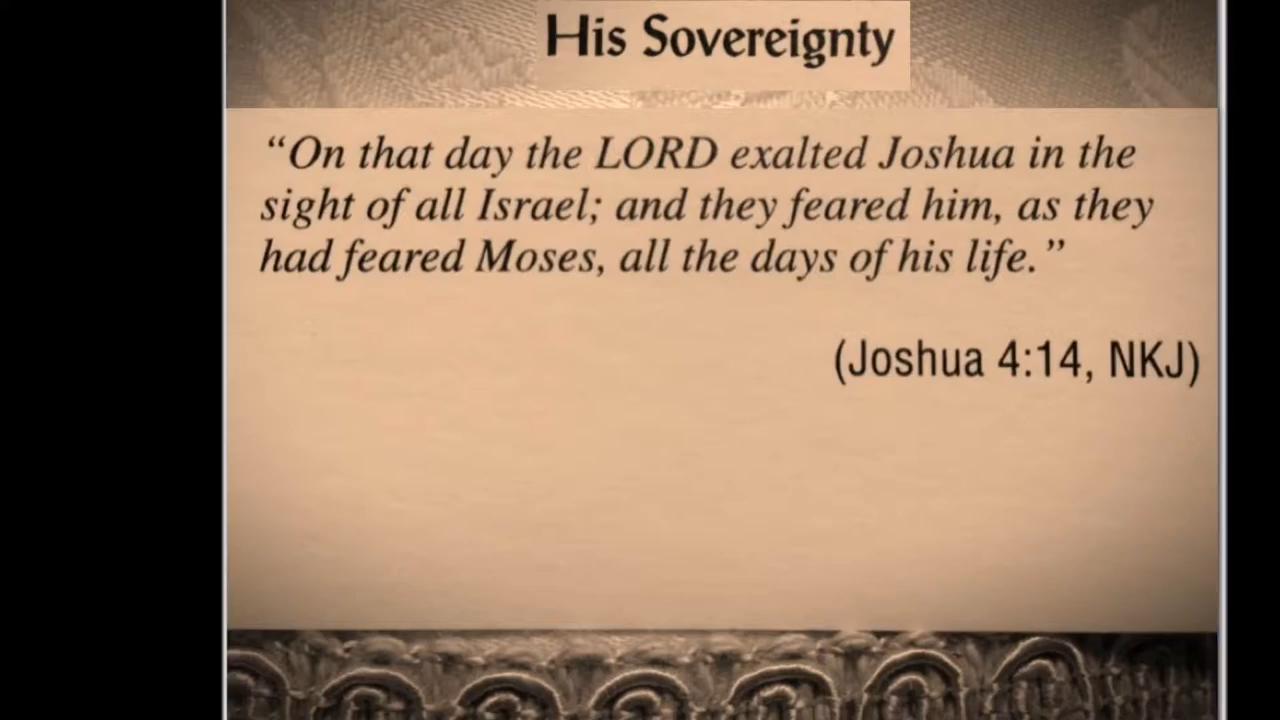 His Sovereignty
“On that day the LORD exalted Joshua in the
sight of all Israel; and they feared him, as they
had feared Moses, all the days of his life.”
(Joshua 4:14, NKJ)